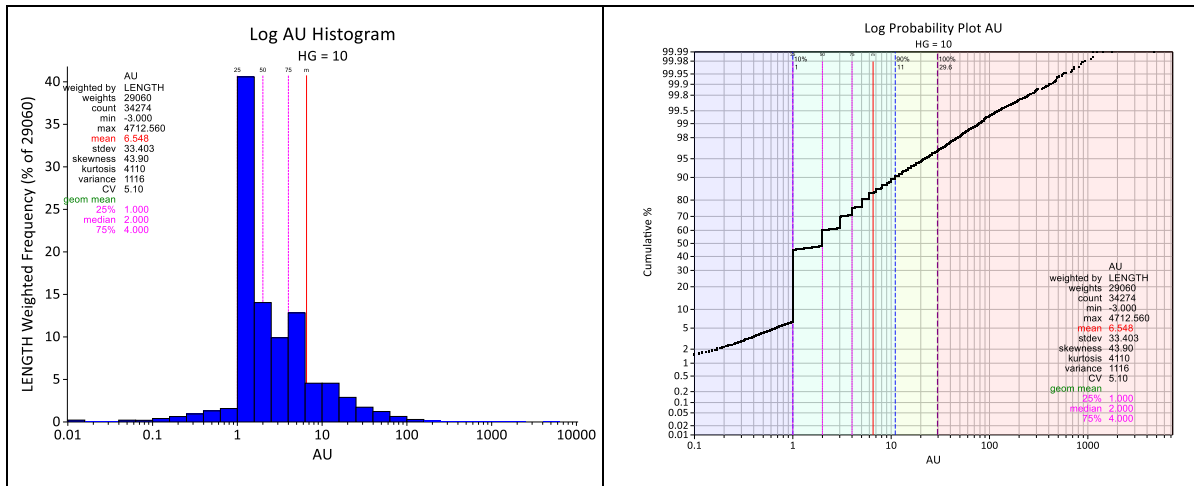 Log AU Histogram
HG = 10
25 50 75 m
AU
weighted by LENGTH
weights 29060
count 34274
min -3.000
max 4712.560
mean 6.548
stdev 33.403
skewness 43.90
kurtosis 4110
variance 1116
CV 5.10
geom mean
25% 1.000
median 2.000
75% 4.000
LENGTH Weighted Frequency (% of 29060)
40
35
30
25
20
15
10
5
0
0.01 0.1 1 10 100 1000 10000
AU
Log Probability Plot AU
HG = 10
50 75
10% 90% 100%
1 11 29.6
Cumulative %
99.99
99.98
99.95
99.9
99.8
99.5
99
98
95
90
80
70
60
50
40
30
20
10
5
2
1
0.5
0.2
0.1
0.05
0.02
0.01
AU
weighted by LENGTH
weights 29060
count 34274
min -3.000
max 4712.560
mean 6.548
stdev 33.403
skewness 43.90
kurtosis 4110
variance 1116
CV 5.10
geom mean
25% 1.000
median 2.000
75% 4.000
0.1 1 10 100 1000
AU